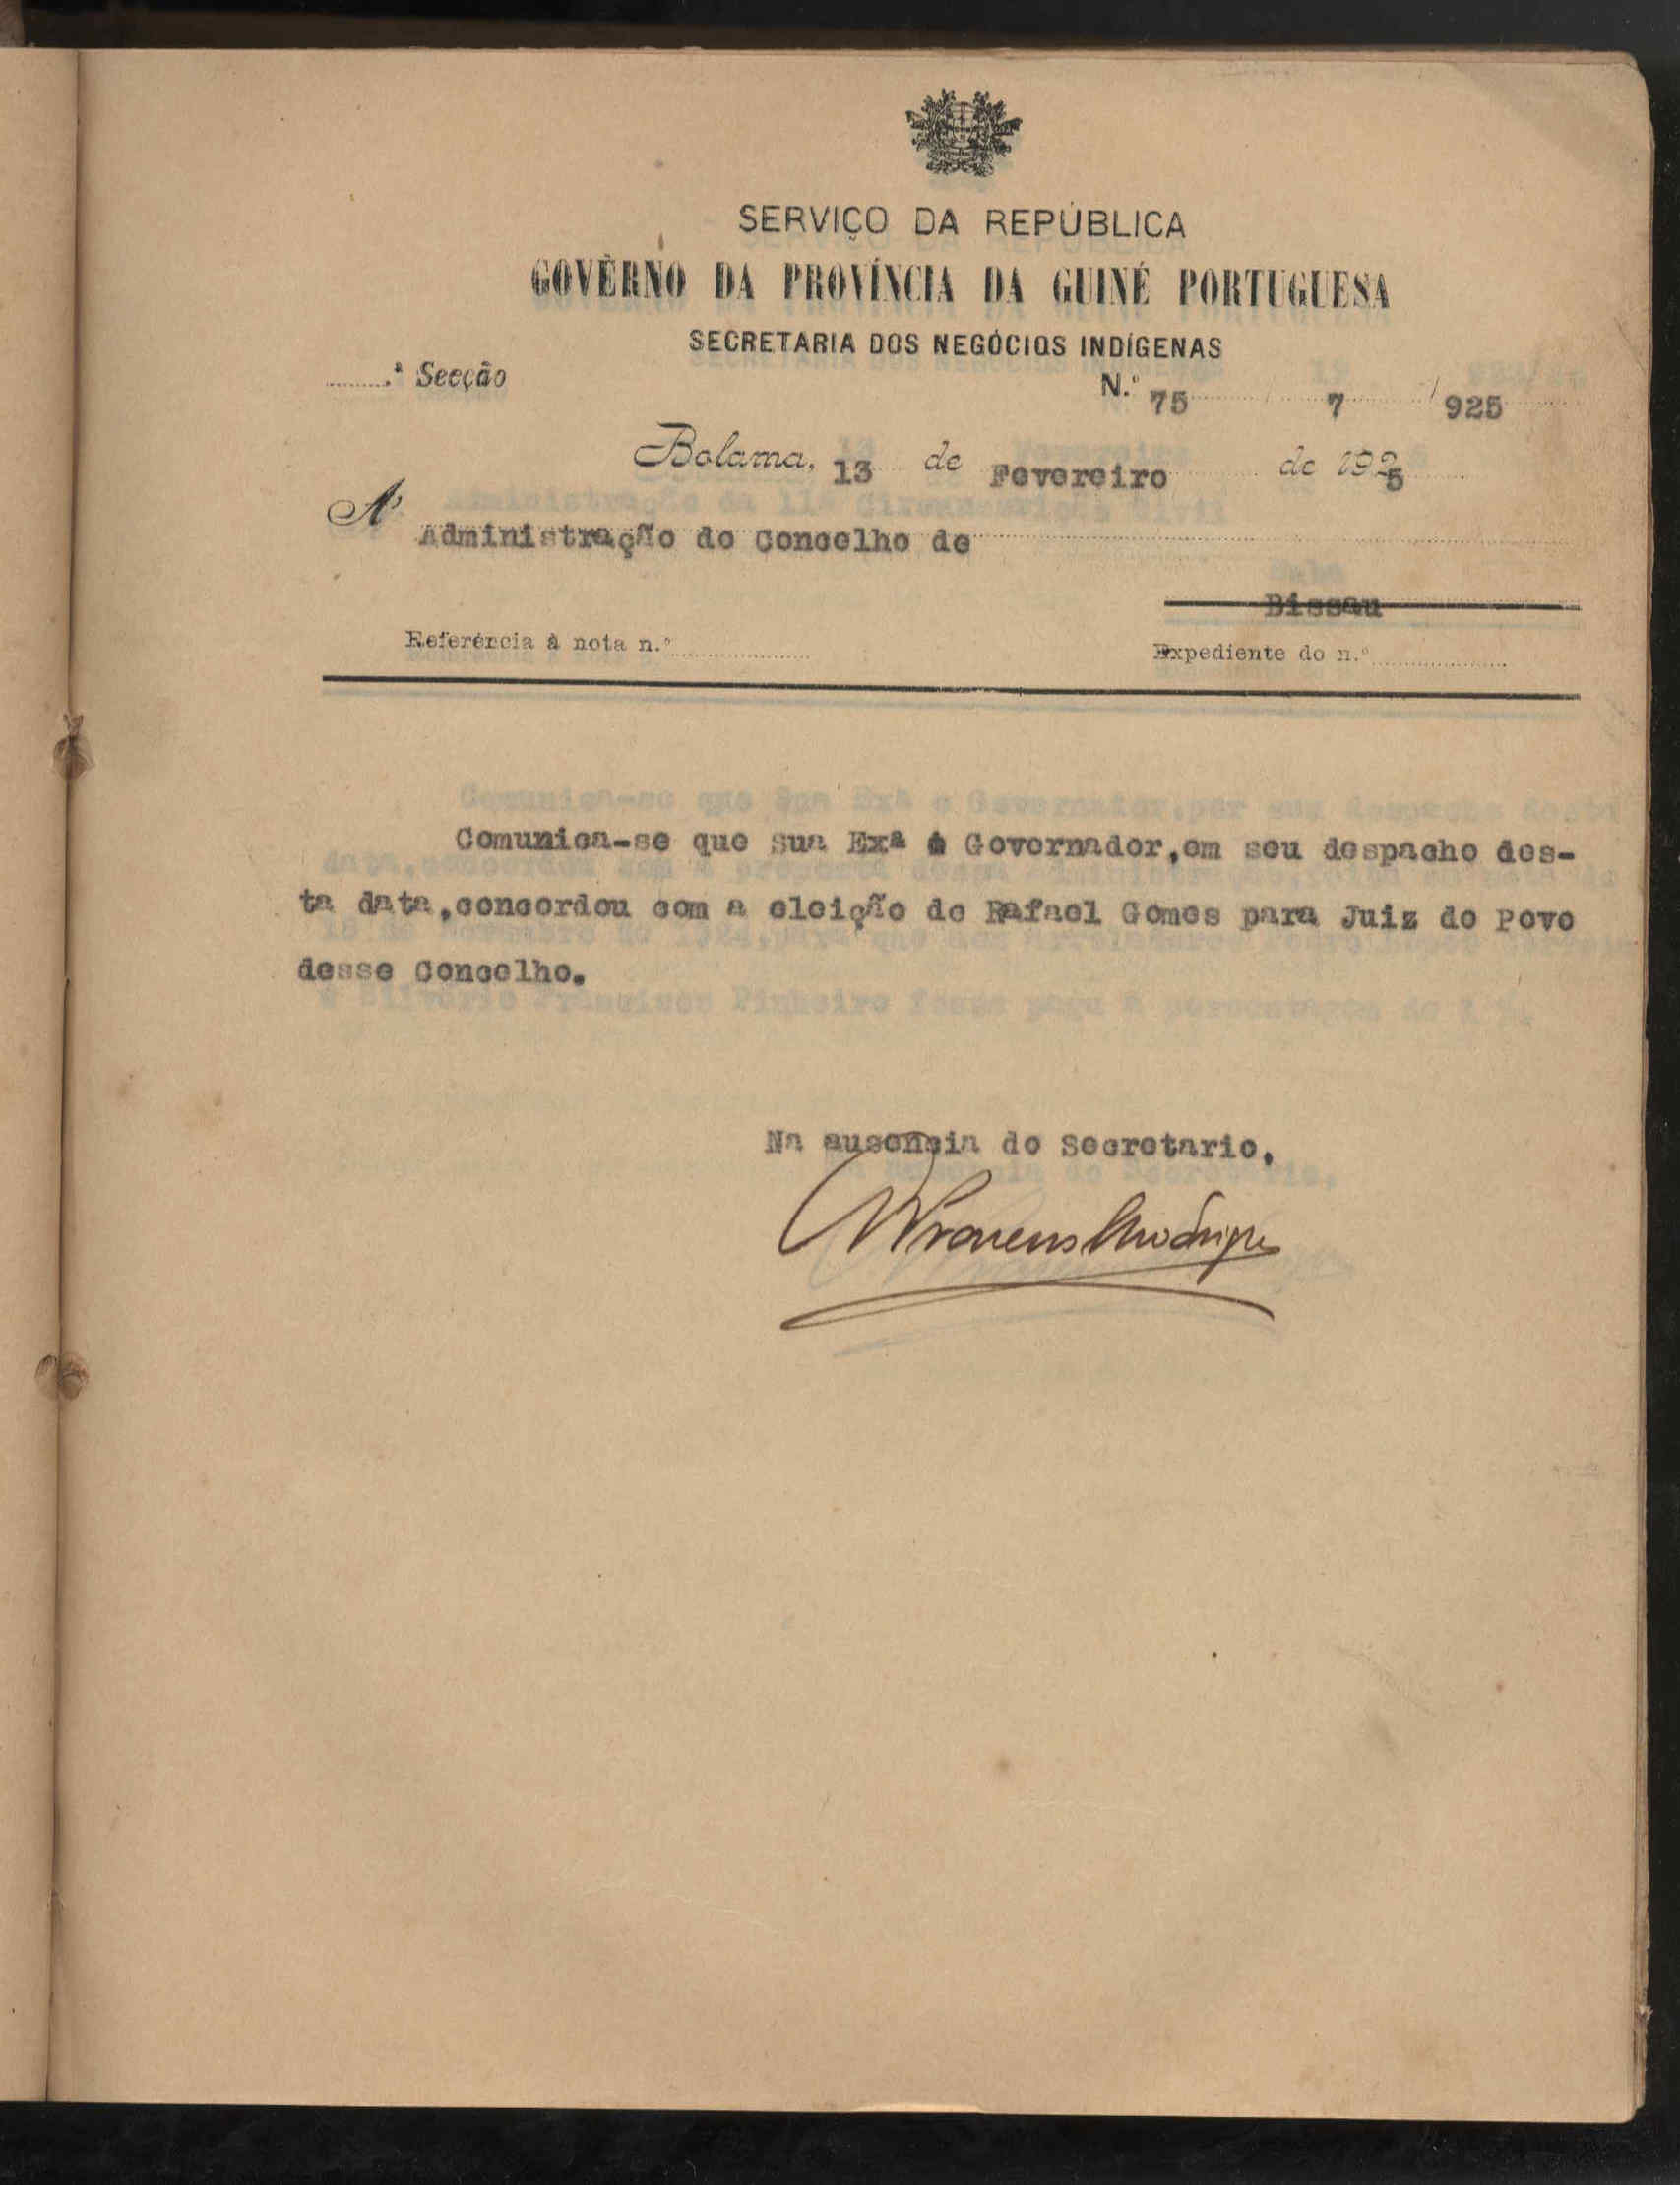 SERVIÇO DA REPÚBLICA
GOVÊRNO DA PROVÍNCIA DA GUINÉ PORTUGUESA
SECRETARIA DOS NEGÓCIOS INDÍGENAS
.ª Secção
N.º 75 / 7 / 925
Bolama, 13 de Fevereiro de 1925
A'
Administração do Concelho de
Bissau
Referência à nota n.º
Expediente do n.º
Comunica-se que Sua Exª o Governador,em seu despacho des-
ta data,concordou com a eleição de Rafael Gomes para Juiz do Povo
desse Concelho.
Na ausencia do Secretario,